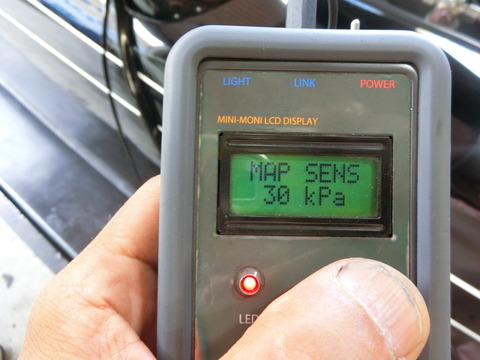 LIGHT LINK POWER
MINI-MONI LCD DISPLAY
MAP SENS
30 kPa
LED